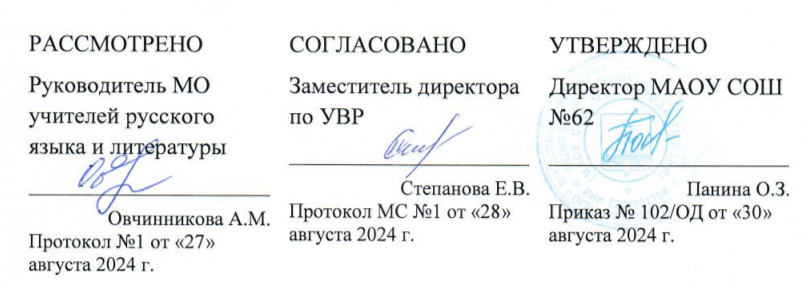 РАССМОТРЕНО
Руководитель МО
учителей русского
языка и литературы
Овчинникова А.М.
Протокол №1 от «27»
августа 2024 г.
СОГЛАСОВАНО
Заместитель директора
по УВР
Степанова Е.В.
Протокол МС №1 от «28»
августа 2024 г.
УТВЕРЖДЕНО
Директор МАОУ СОШ
№62
Панина О.З.
Приказ № 102/ОД от «30»
августа 2024 г.